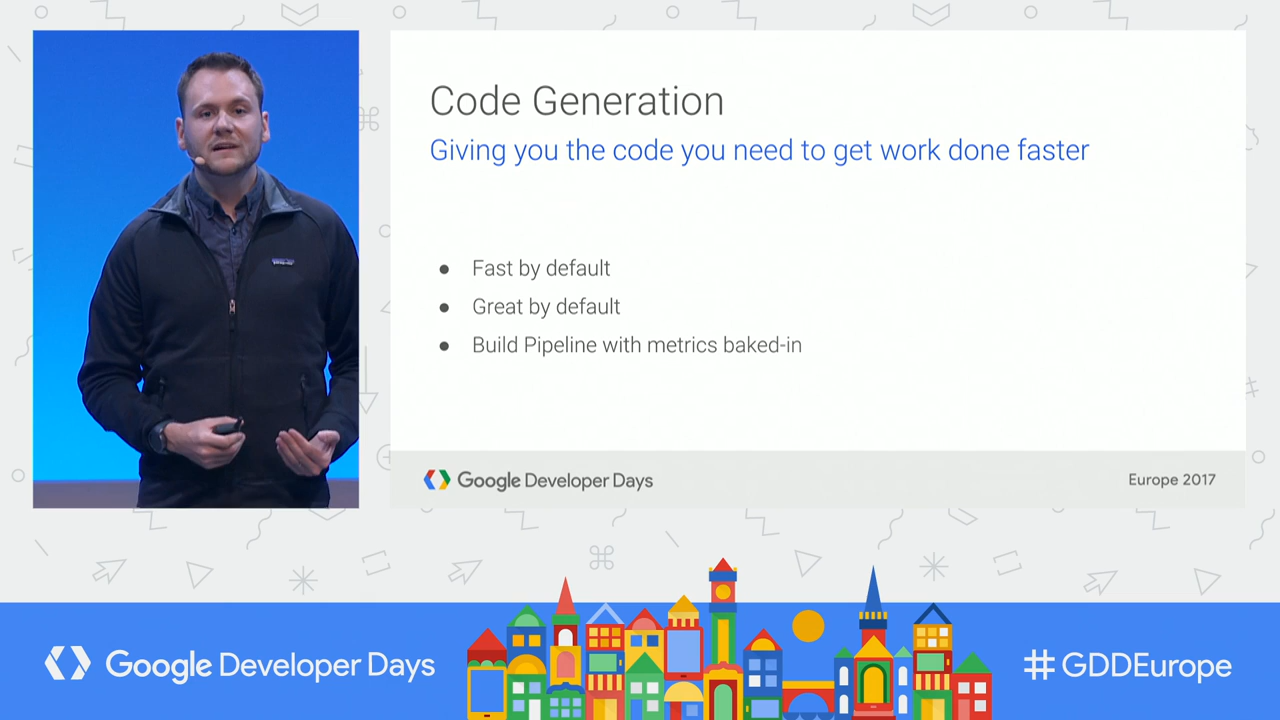 Code Generation
Giving you the code you need to get work done faster
● Fast by default
● Great by default
● Build Pipeline with metrics baked-in
Google Developer Days
Europe 2017
Google Developer Days
#GDDEurope